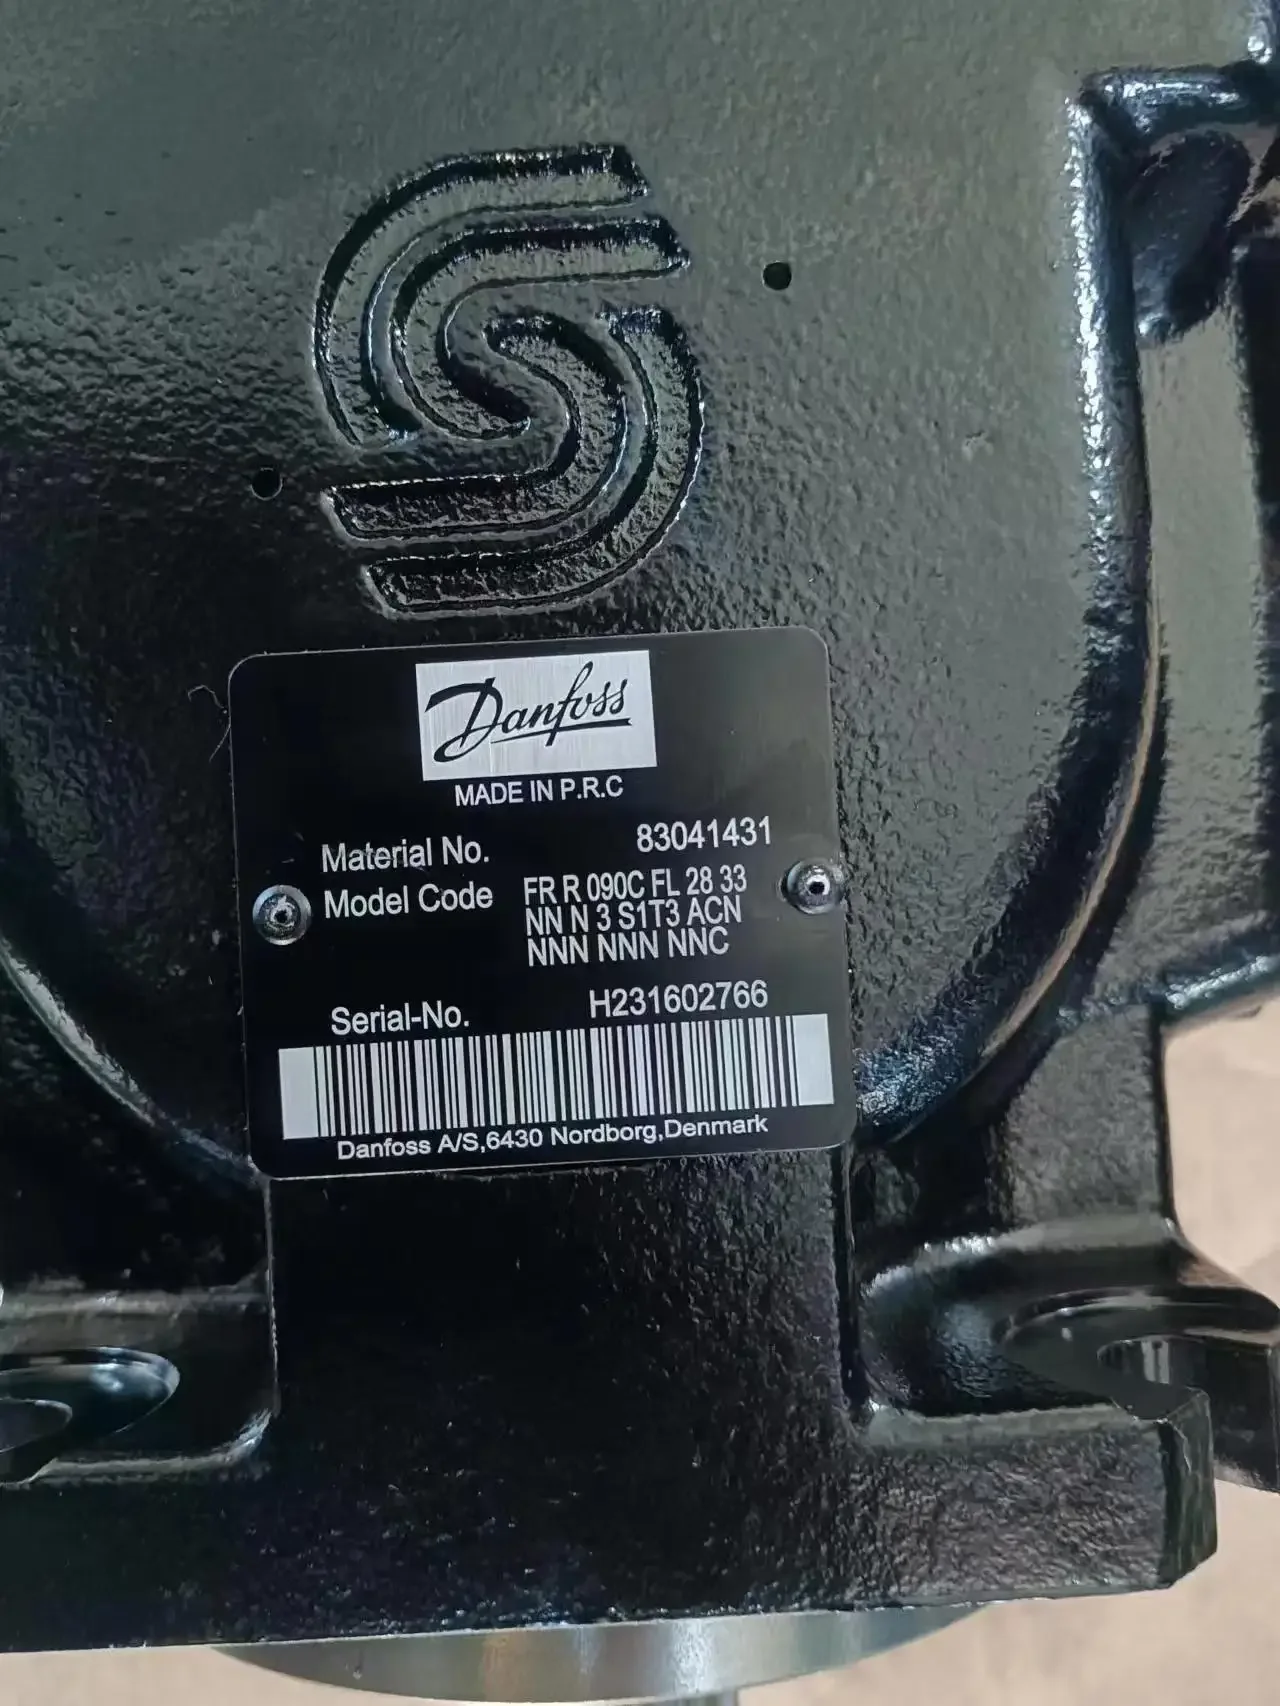 Danfoss
MADE IN P.R.C
Material No. 83041431
Model Code FR R 090C FL 28 33
NN N 3 S1T3 ACN
NNN NNN NNC
Serial-No. H231602766
Danfoss A/S,6430 Nordborg,Denmark